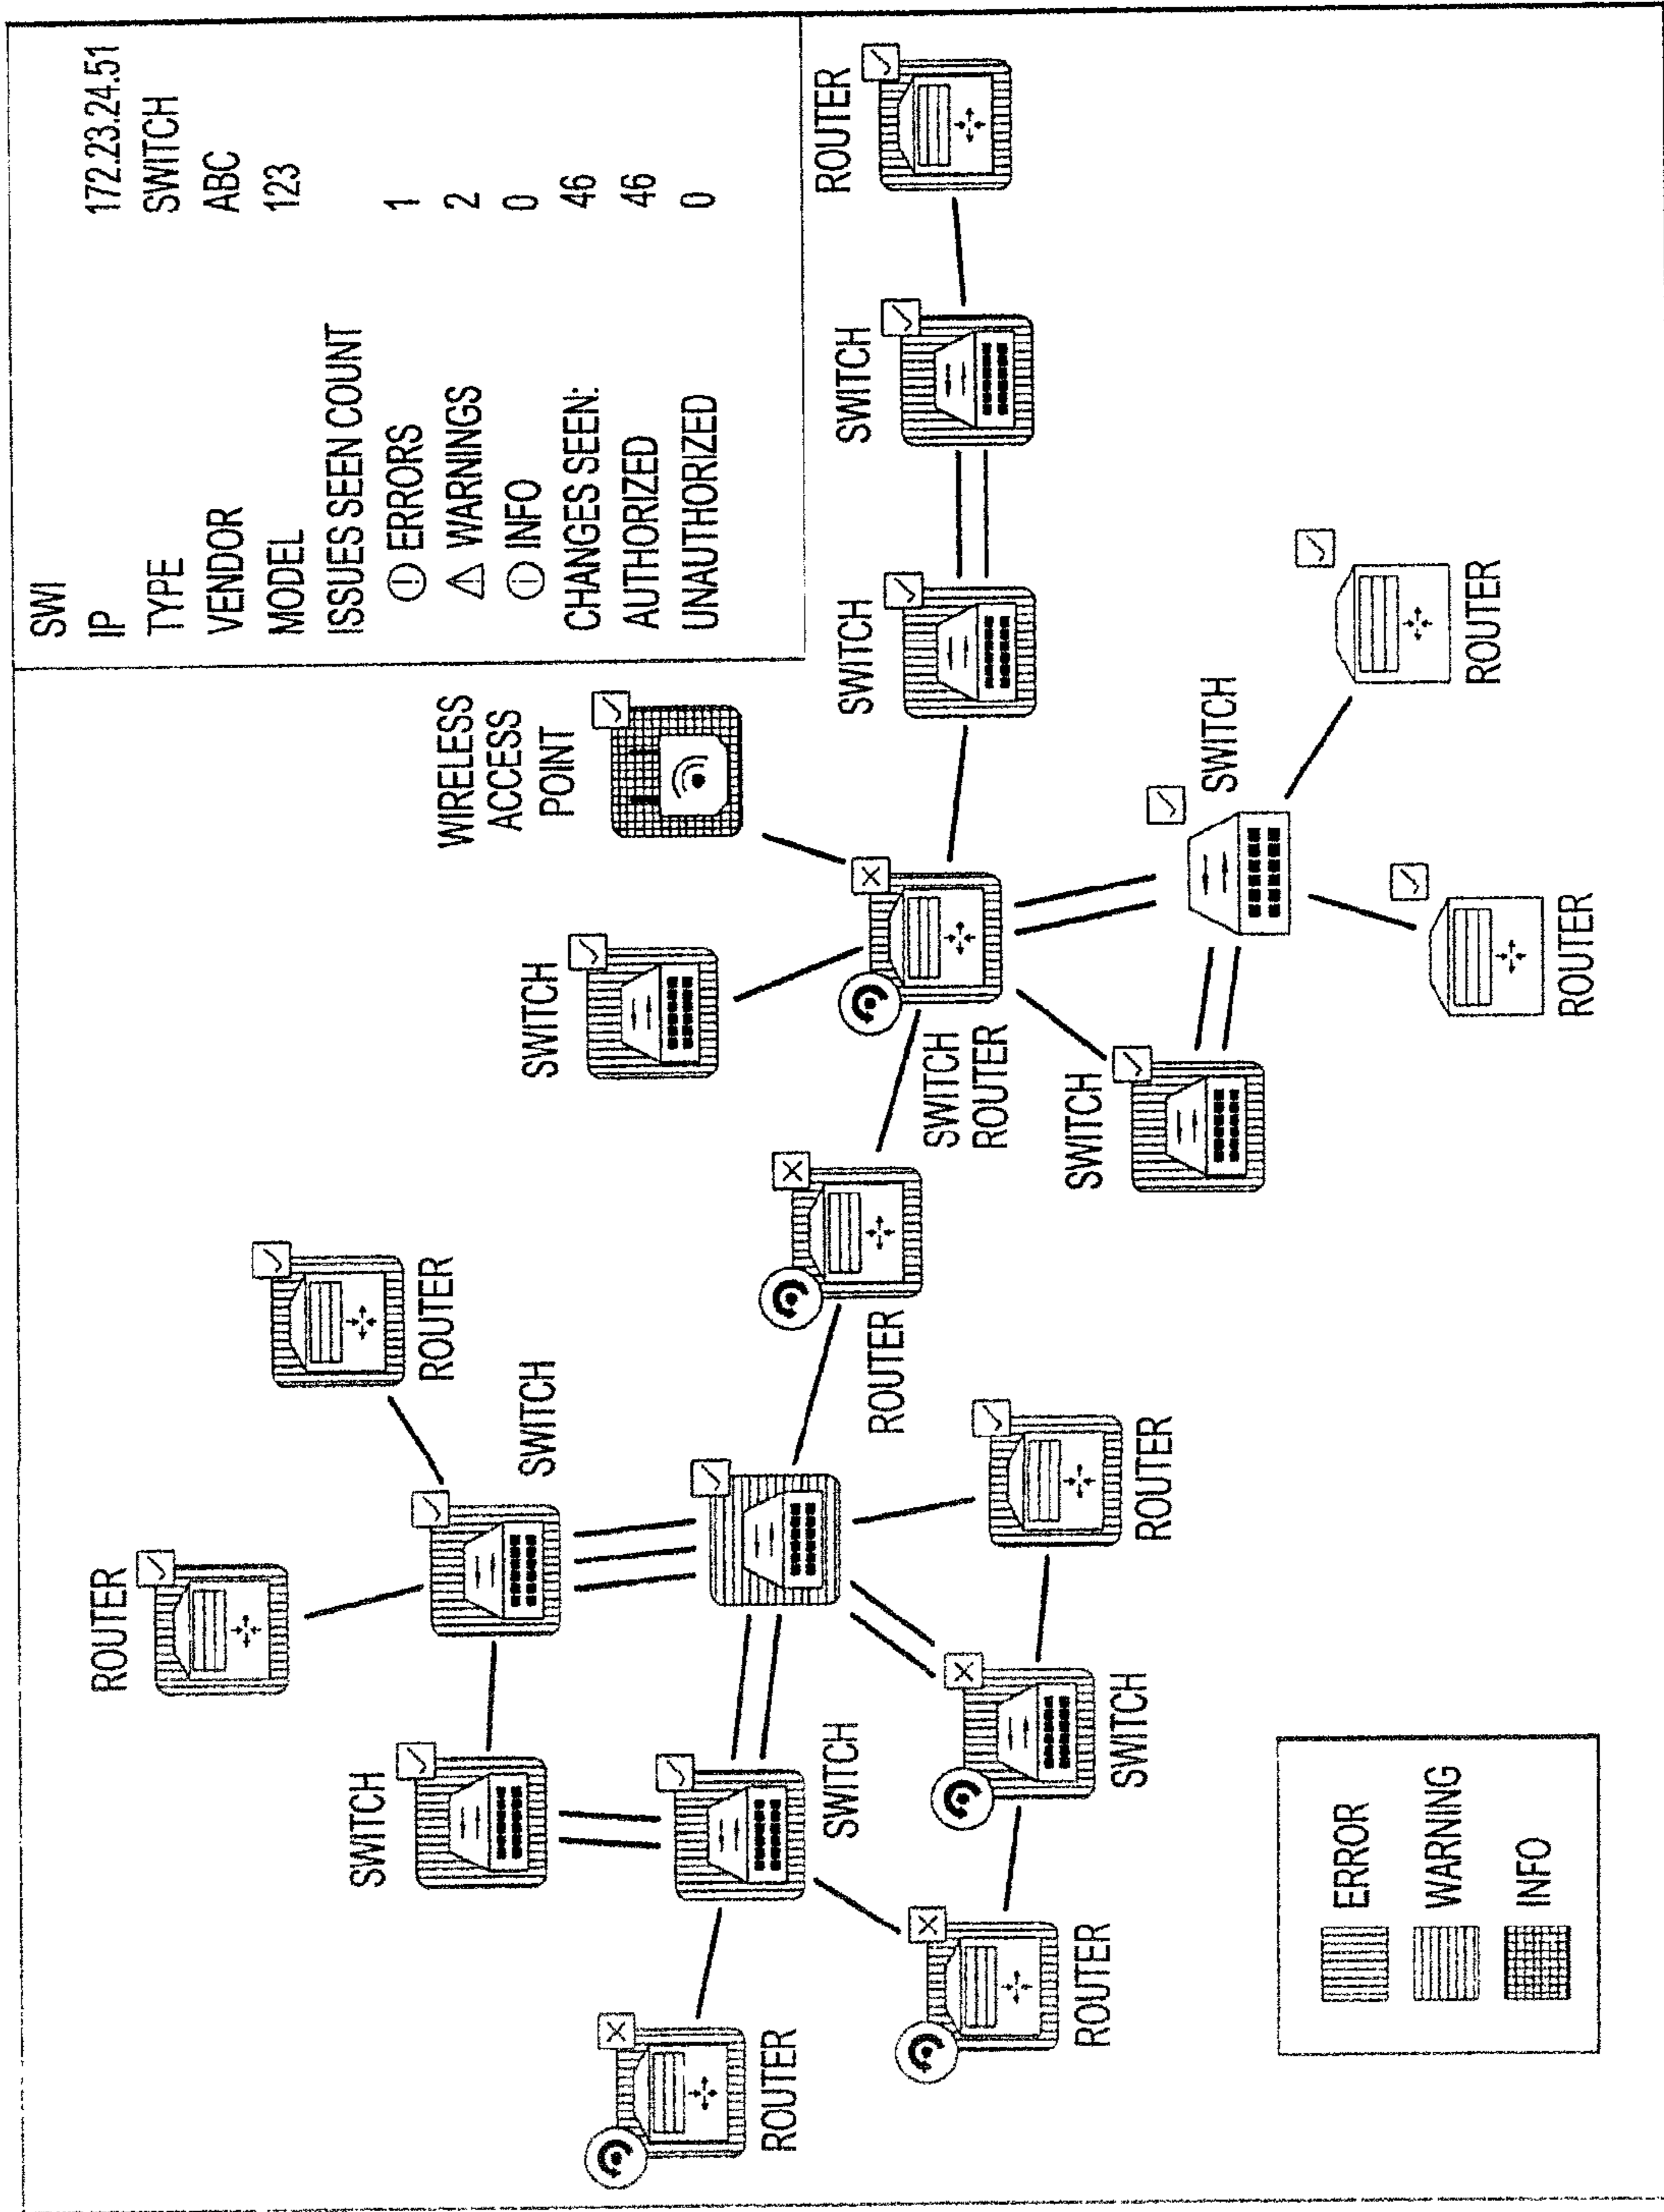 SWI
IP 172.23.24.51
TYPE SWITCH
VENDOR ABC
MODEL 123
ISSUES SEEN COUNT
ERRORS 1
WARNINGS 2
INFO 0
CHANGES SEEN: 46
AUTHORIZED 46
UNAUTHORIZED 0
ROUTER
ROUTER
SWITCH
SWITCH
ROUTER
SWITCH
ROUTER
SWITCH
ROUTER
ROUTER
SWITCH
WIRELESS
ACCESS
POINT
SWITCH
ROUTER
SWITCH
SWITCH
SWITCH
ROUTER
SWITCH
ROUTER
ROUTER
ERROR
WARNING
INFO